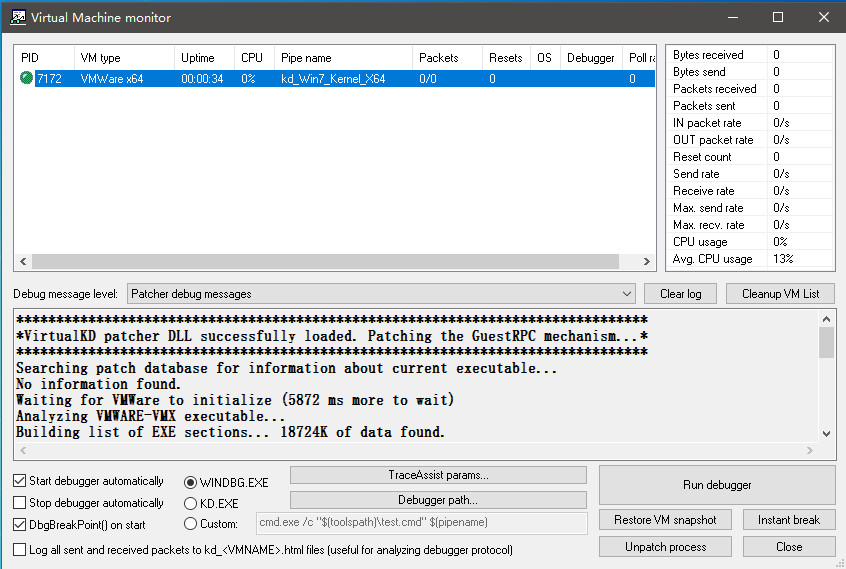 Virtual Machine monitor
PID VM type Uptime CPU Pipe name Packets Resets OS Debugger Poll ra
7172 VMWare x64 00:00:34 0% kd_Win7_Kernel_X64 0/0 0 0
Bytes received 0
Bytes send 0
Packets received 0
Packets sent 0
IN packet rate 0/s
OUT packet rate 0/s
Reset count 0
Send rate 0/s
Receive rate 0/s
Max. send rate 0/s
Max. recv. rate 0/s
CPU usage 0%
Avg. CPU usage 13%
Debug message level: Patcher debug messages Clear log Cleanup VM List
*******************************************************************************
*VirtualKD patcher DLL successfully loaded. Patching the GuestRPC mechanism...*
*******************************************************************************
Searching patch database for information about current executable...
No information found.
Waiting for VMWare to initialize (5872 ms more to wait)
Analyzing VMWARE-VMX executable...
Building list of EXE sections... 18724K of data found.
Start debugger automatically WINDBG.EXE TraceAssist params... Run debugger
Stop debugger automatically KD.EXE Debugger path...
DbgBreakPoint() on start Custom: cmd.exe /c "$(toolspath)\test.cmd" $(pipename) Restore VM snapshot Instant break
Log all sent and received packets to kd_<VMNAME>.html files (useful for analyzing debugger protocol) Unpatch process Close